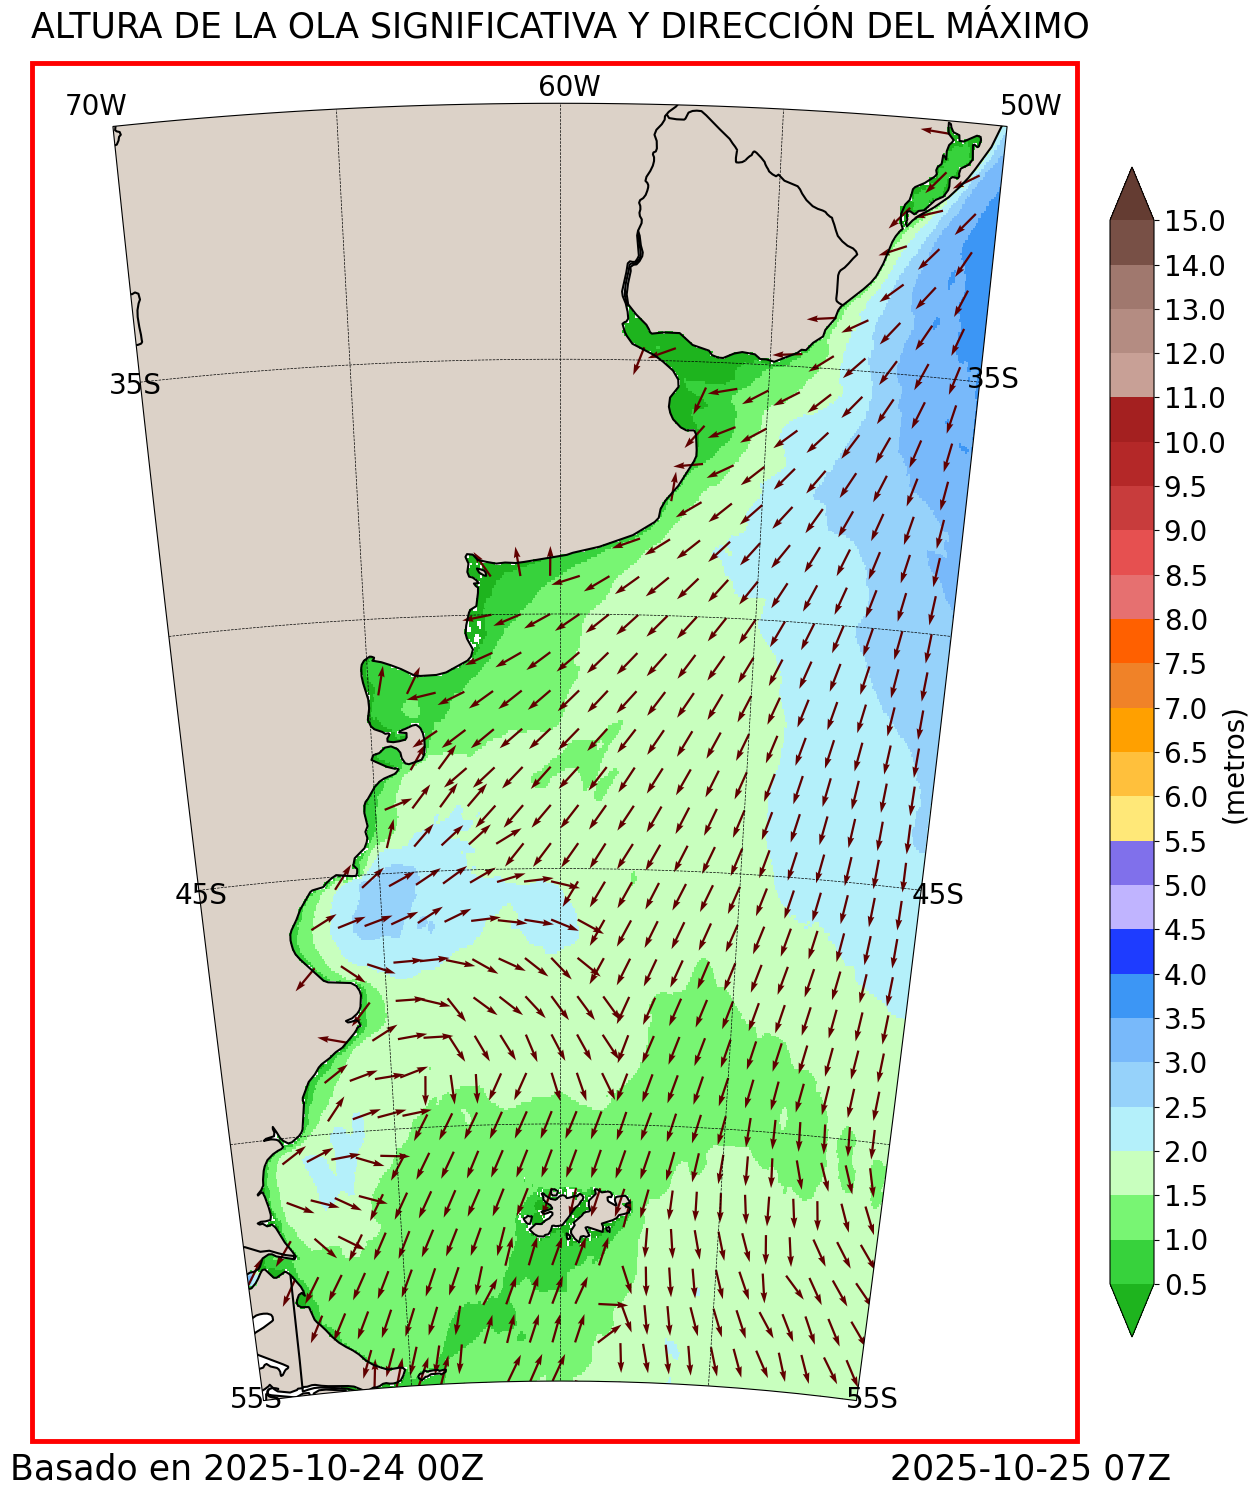 ALTURA DE LA OLA SIGNIFICATIVA Y DIRECCIÓN DEL MÁXIMO
70W
60W
50W
35S
35S
45S
45S
55S
55S
15.0
14.0
13.0
12.0
11.0
10.0
9.5
9.0
8.5
8.0
7.5
7.0
6.5
6.0
5.5
5.0
4.5
4.0
3.5
3.0
2.5
2.0
1.5
1.0
0.5
(metros)
Basado en 2025-10-24 00Z
2025-10-25 07Z